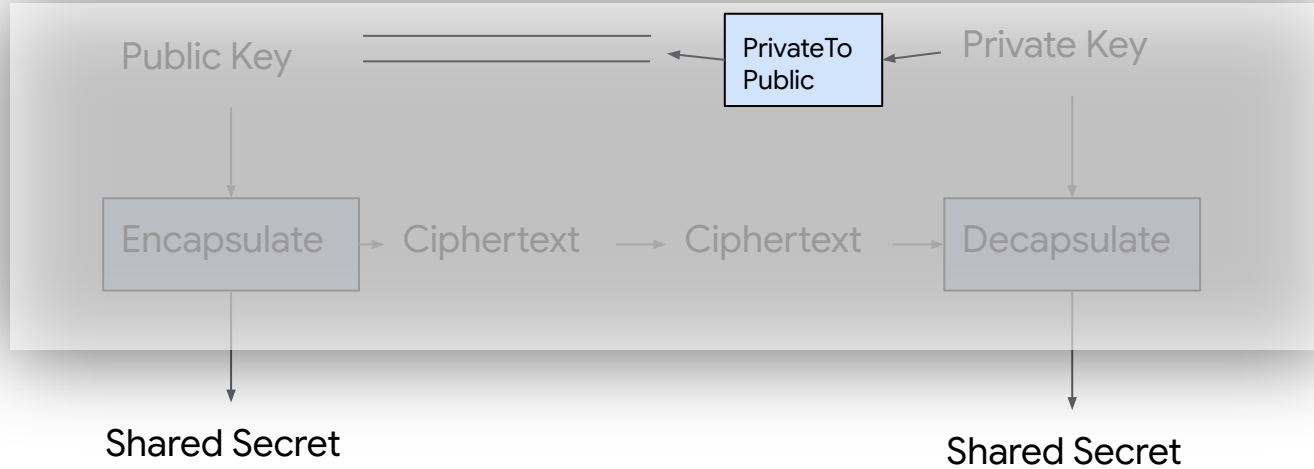 Public Key
PrivateTo
Public
Private Key
Encapsulate
Ciphertext
Ciphertext
Decapsulate
Shared Secret
Shared Secret